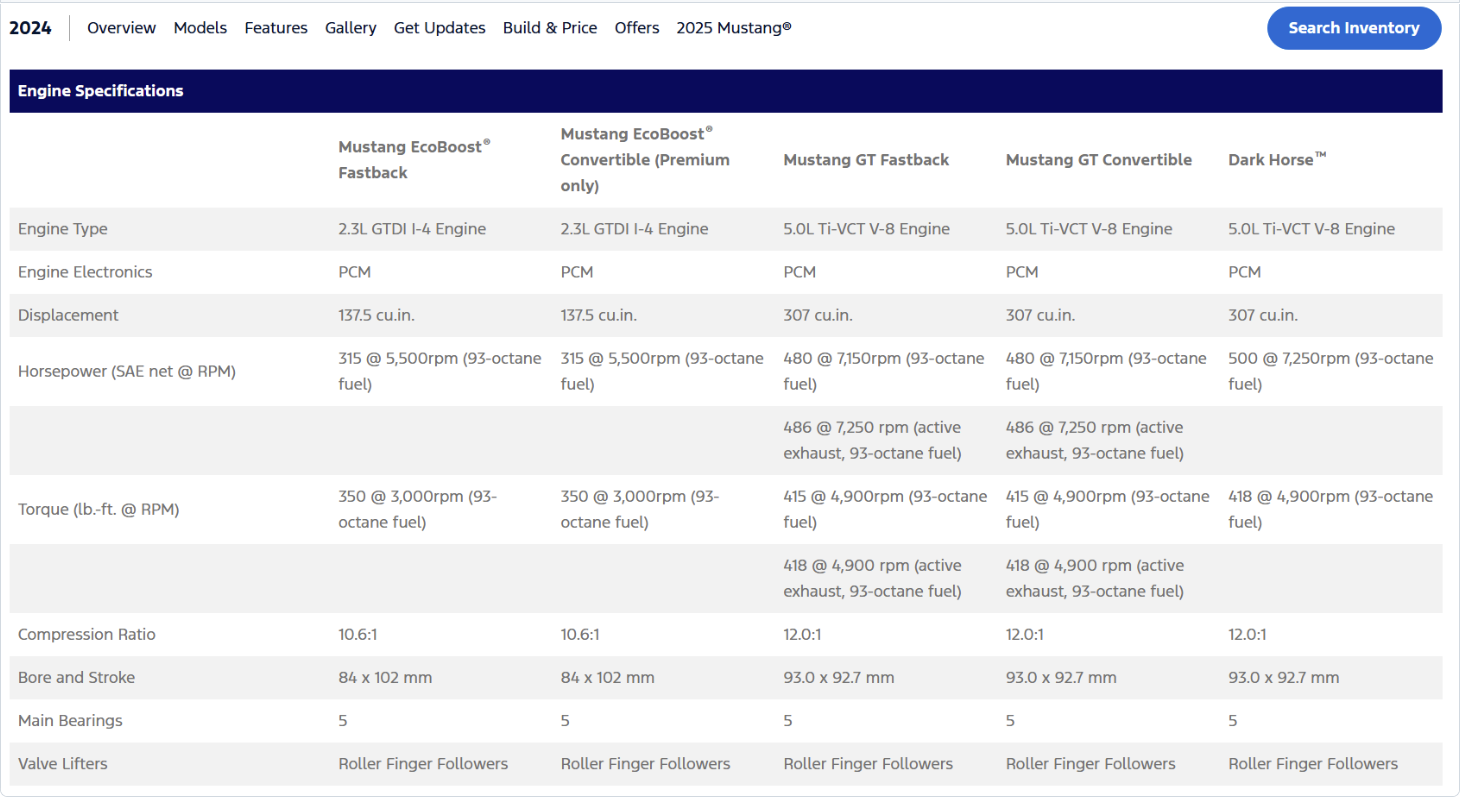 2024 Overview Models Features Gallery Get Updates Build & Price Offers 2025 Mustang® Search Inventory
Engine Specifications
Mustang EcoBoost® Fastback Mustang EcoBoost® Convertible (Premium only) Mustang GT Fastback Mustang GT Convertible Dark Horse™
Engine Type 2.3L GTDI I-4 Engine 2.3L GTDI I-4 Engine 5.0L Ti-VCT V-8 Engine 5.0L Ti-VCT V-8 Engine 5.0L Ti-VCT V-8 Engine
Engine Electronics PCM PCM PCM PCM PCM
Displacement 137.5 cu.in. 137.5 cu.in. 307 cu.in. 307 cu.in. 307 cu.in.
Horsepower (SAE net @ RPM) 315 @ 5,500rpm (93-octane fuel) 315 @ 5,500rpm (93-octane fuel) 480 @ 7,150rpm (93-octane fuel) 480 @ 7,150rpm (93-octane fuel) 500 @ 7,250rpm (93-octane fuel)
486 @ 7,250 rpm (active exhaust, 93-octane fuel) 486 @ 7,250 rpm (active exhaust, 93-octane fuel)
Torque (lb.-ft. @ RPM) 350 @ 3,000rpm (93-octane fuel) 350 @ 3,000rpm (93-octane fuel) 415 @ 4,900rpm (93-octane fuel) 415 @ 4,900rpm (93-octane fuel) 418 @ 4,900rpm (93-octane fuel)
418 @ 4,900 rpm (active exhaust, 93-octane fuel) 418 @ 4,900 rpm (active exhaust, 93-octane fuel)
Compression Ratio 10.6:1 10.6:1 12.0:1 12.0:1 12.0:1
Bore and Stroke 84 x 102 mm 84 x 102 mm 93.0 x 92.7 mm 93.0 x 92.7 mm 93.0 x 92.7 mm
Main Bearings 5 5 5 5 5
Valve Lifters Roller Finger Followers Roller Finger Followers Roller Finger Followers Roller Finger Followers Roller Finger Followers